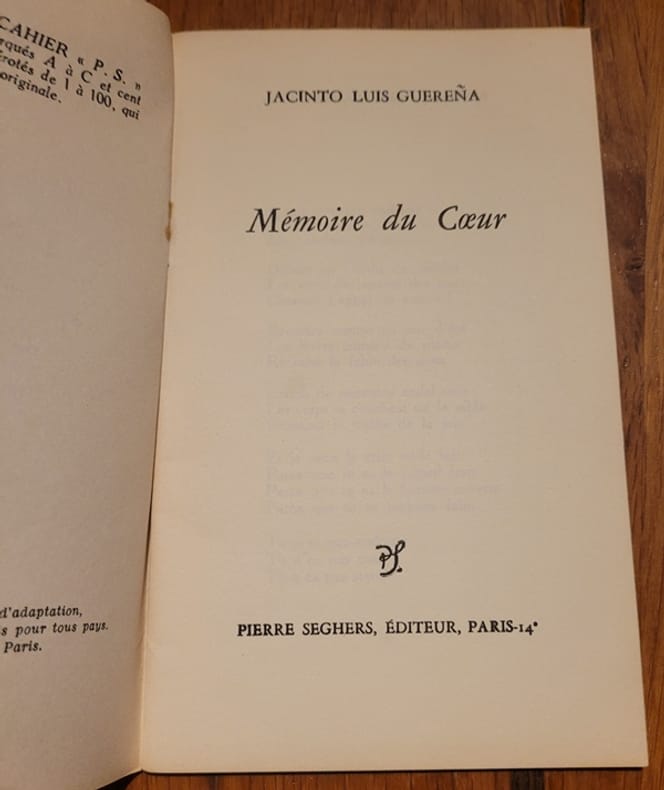 CAHIER « P. S. »
rqués A à C et cent
érotés de 1 à 100, qui
originale.
d'adaptation,
s pour tous pays.
Paris.
JACINTO LUIS GUEREÑA
Mémoire du Cœur
PS.
PIERRE SEGHERS, ÉDITEUR, PARIS-14ᵉ